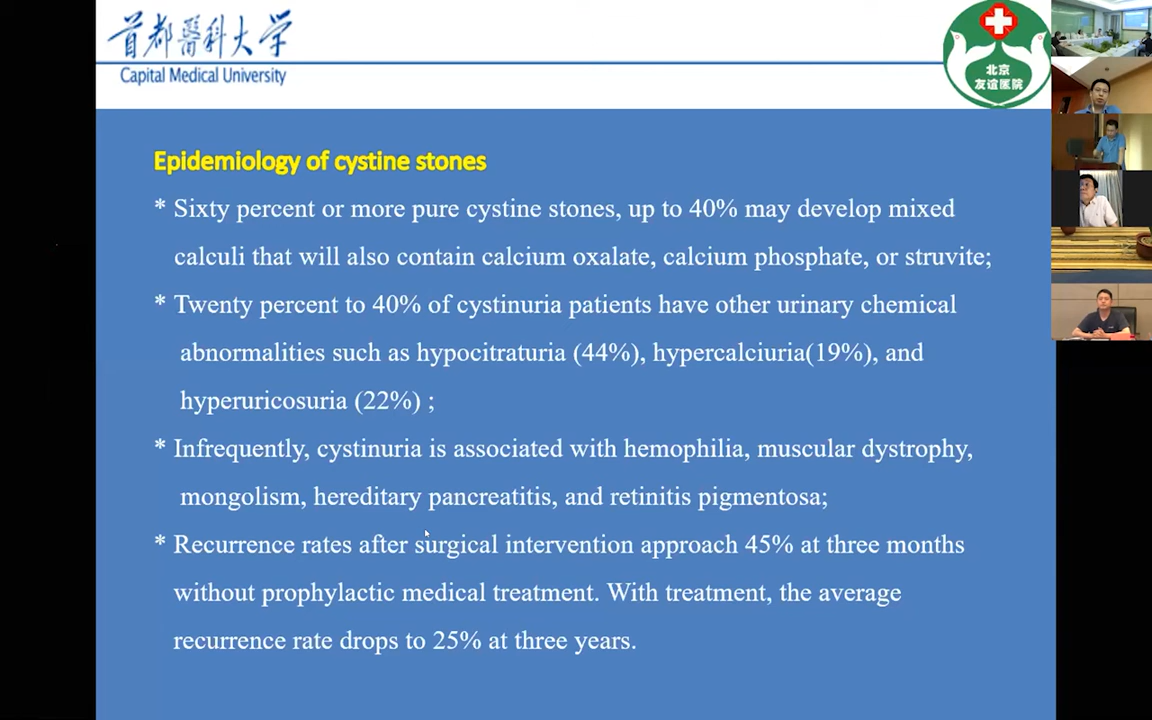 首都醫科大学
Capital Medical University
北京
友谊医院
Epidemiology of cystine stones
* Sixty percent or more pure cystine stones, up to 40% may develop mixed
calculi that will also contain calcium oxalate, calcium phosphate, or struvite;
* Twenty percent to 40% of cystinuria patients have other urinary chemical
abnormalities such as hypocitraturia (44%), hypercalciuria(19%), and
hyperuricosuria (22%) ;
* Infrequently, cystinuria is associated with hemophilia, muscular dystrophy,
mongolism, hereditary pancreatitis, and retinitis pigmentosa;
* Recurrence rates after surgical intervention approach 45% at three months
without prophylactic medical treatment. With treatment, the average
recurrence rate drops to 25% at three years.